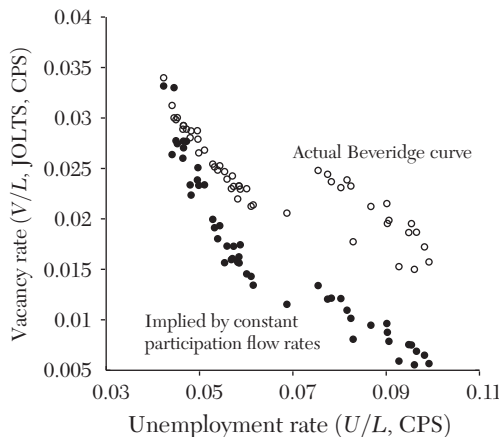 0.04
0.035
0.03
0.025
0.02
0.015
0.01
0.005
0.03
0.05
0.07
0.09
0.11
Vacancy rate (V/L, JOLTS, CPS)
Unemployment rate (U/L, CPS)
Actual Beveridge curve
Implied by constant
participation flow rates